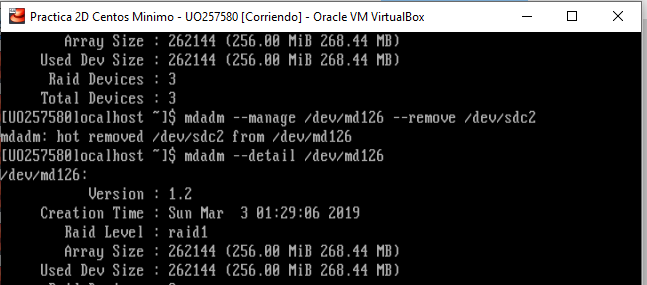 Practica 2D Centos Minimo - UO257580 [Corriendo] - Oracle VM VirtualBox
Array Size : 262144 (256.00 MiB 268.44 MB)
Used Dev Size : 262144 (256.00 MiB 268.44 MB)
Raid Devices : 3
Total Devices : 3
[UO257580localhost ~]$ mdadm --manage /dev/md126 --remove /dev/sdc2
mdadm: hot removed /dev/sdc2 from /dev/md126
[UO257580localhost ~]$ mdadm --detail /dev/md126
/dev/md126:
Version : 1.2
Creation Time : Sun Mar  3 01:29:06 2019
Raid Level : raid1
Array Size : 262144 (256.00 MiB 268.44 MB)
Used Dev Size : 262144 (256.00 MiB 268.44 MB)